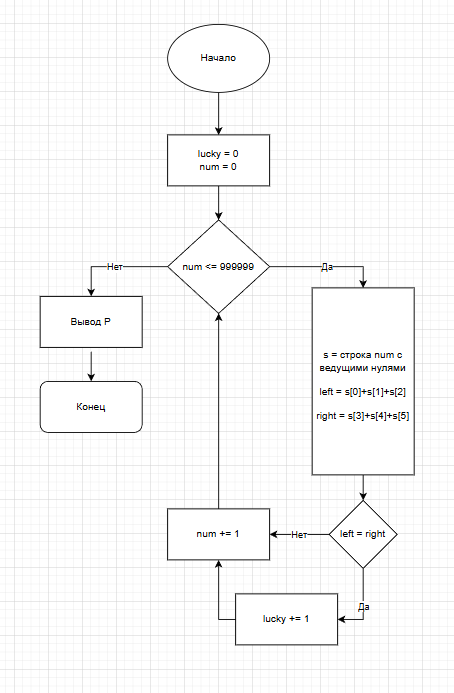 Начало
lucky = 0
num = 0
num <= 999999
Нет
Да
Вывод P
Конец
s = строка num с
ведущими нулями
left = s[0]+s[1]+s[2]
right = s[3]+s[4]+s[5]
left = right
Нет
num += 1
Да
lucky += 1